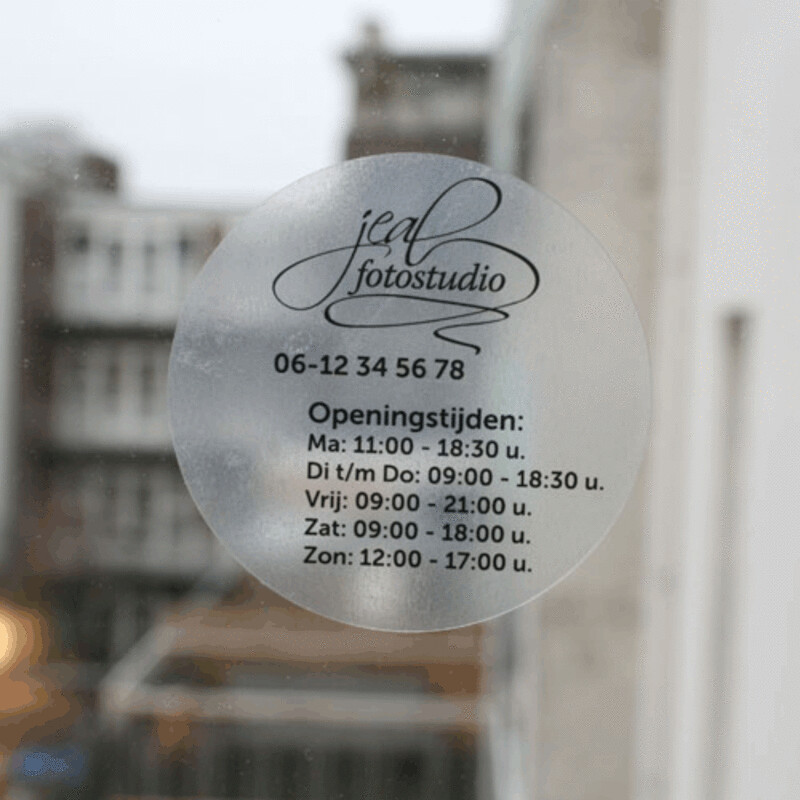 jeal
fotostudio
06-12 34 56 78
Openingstijden:
Ma: 11:00 - 18:30 u.
Di t/m Do: 09:00 - 18:30 u.
Vrij: 09:00 - 21:00 u.
Zat: 09:00 - 18:00 u.
Zon: 12:00 - 17:00 u.